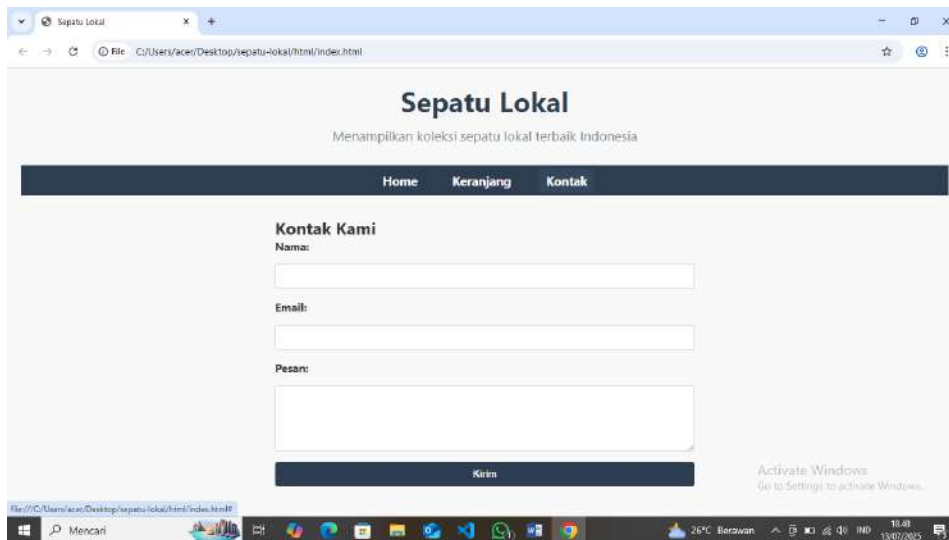 Sepatu Lokal
File C:/Users/acer/Desktop/sepatu-lokal/html/index.html
Sepatu Lokal
Menampilkan koleksi sepatu lokal terbaik Indonesia
Home Keranjang Kontak
Kontak Kami
Nama:
Email:
Pesan:
Kirim
Activate Windows
Go to Settings to activate Windows.
file:///C:/Users/acer/Desktop/sepatu-lokal/html/index.html#
Mencari
26°C Berawan
IND
18.48
13/07/2025